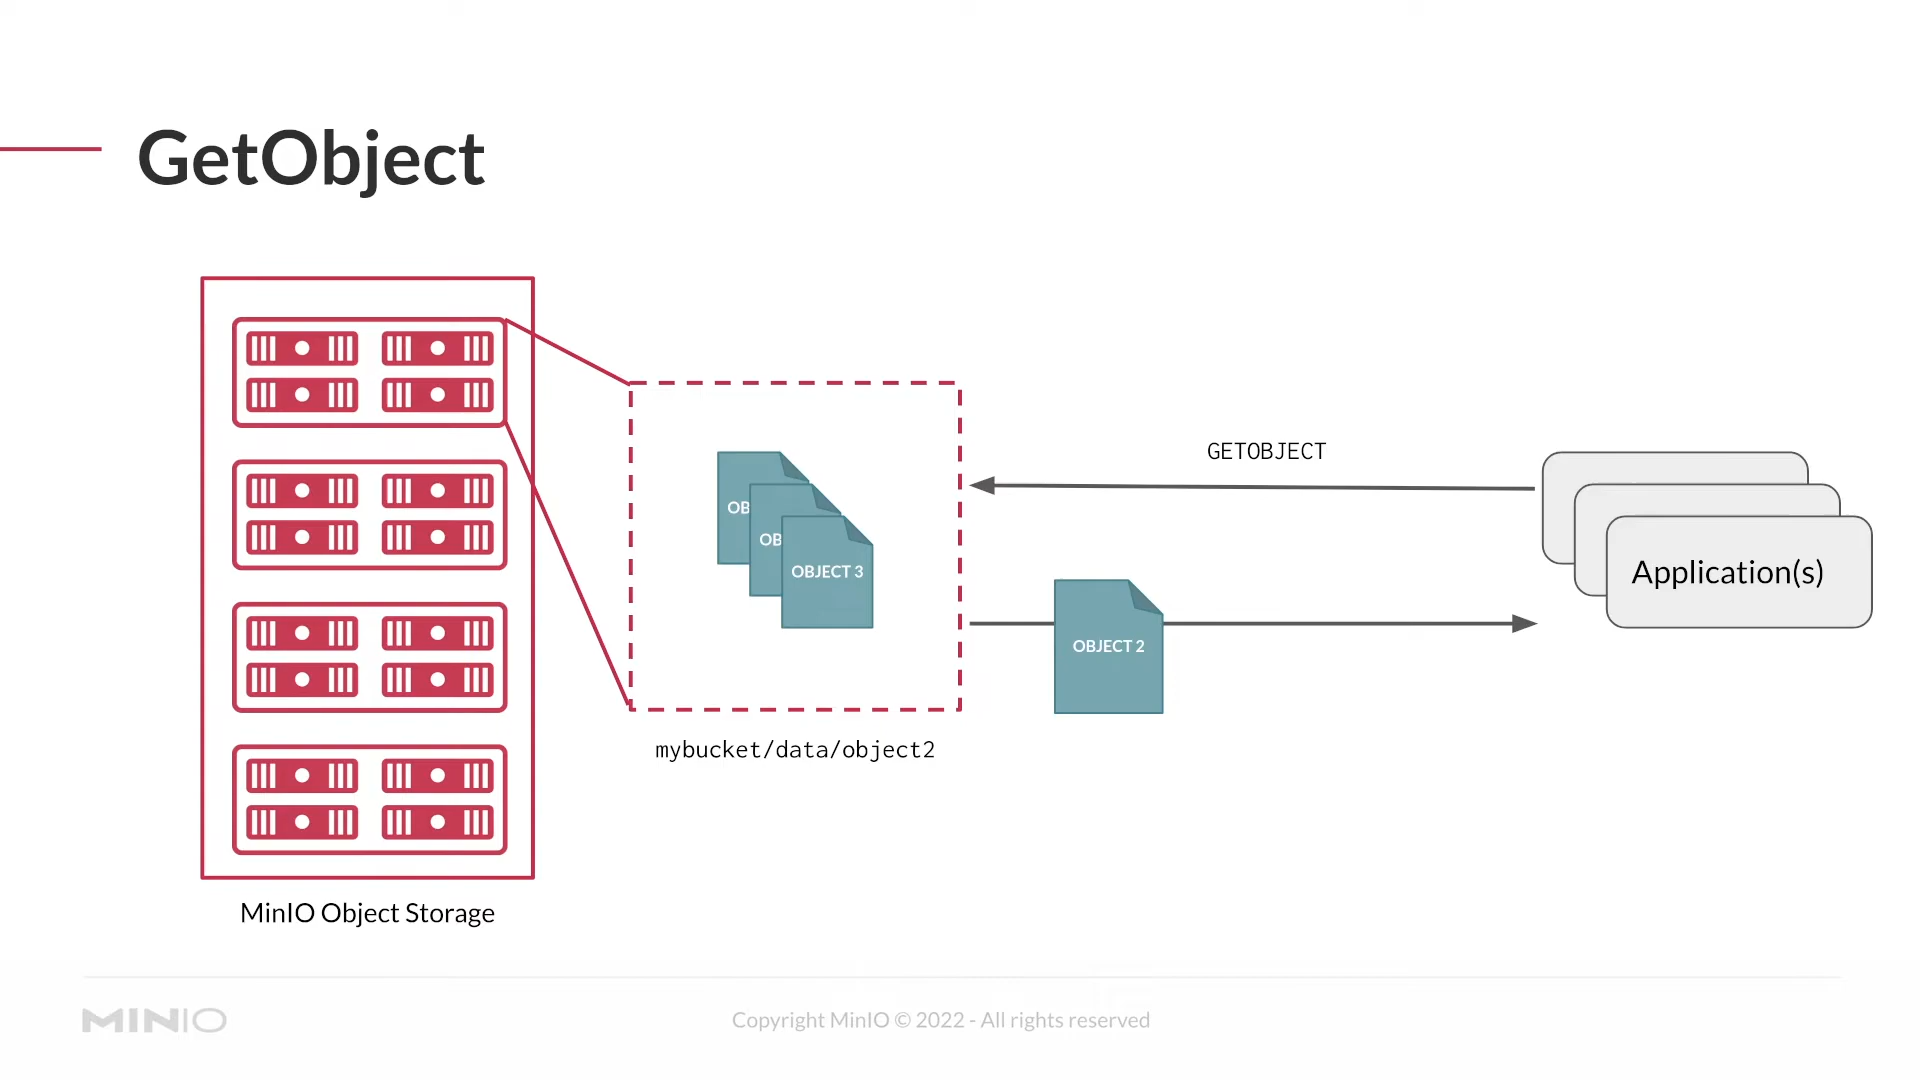 GetObject
GETOBJECT
OB
OB
OBJECT 3
Application(s)
OBJECT 2
mybucket/data/object2
MinIO Object Storage
MINIO
Copyright MinIO © 2022 - All rights reserved